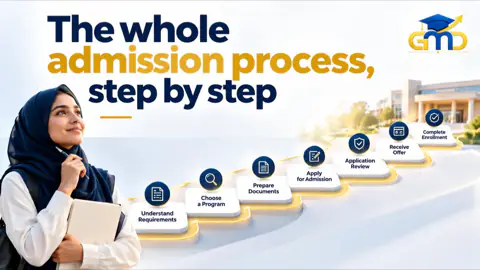 The whole
admission process,
step by step
GMD
Understand
Requirements
Choose
a Program
Prepare
Documents
Apply
for Admission
Application
Review
Receive
Offer
Complete
Enrollment